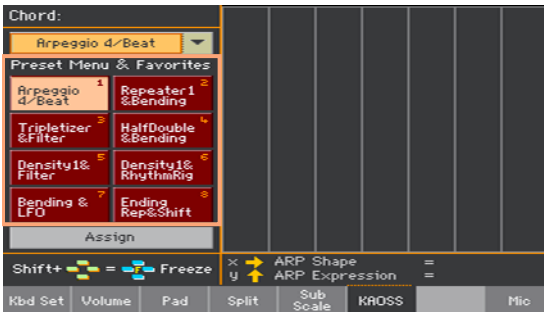 Chord:
Arpeggio 4/Beat
Preset Menu & Favorites
Arpeggio 4/Beat 1
Repeater1 &Bending 2
Tripletizer &Filter 3
HalfDouble &Bending 4
Density1& Filter 5
Density1& RhythmRig 6
Bending & LFO 7
Ending Rep&Shift 8
Assign
Shift+ = F Freeze
x ARP Shape =
y ARP Expression =
Kbd Set Volume Pad Split Sub Scale KAOSS Mic